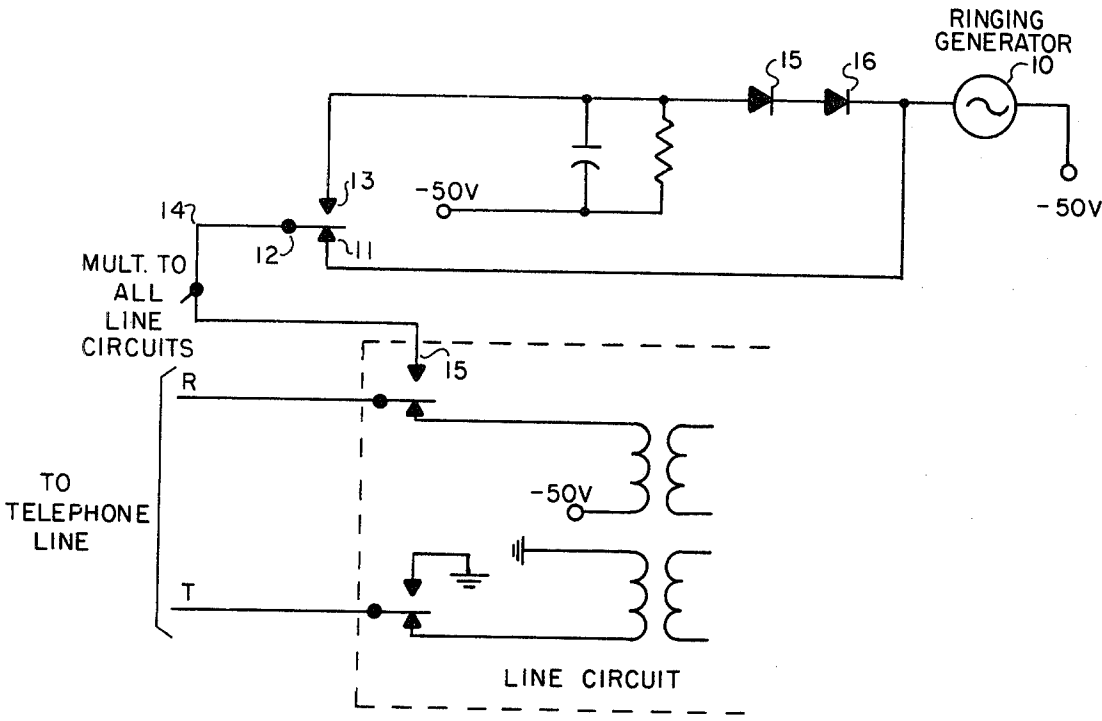 RINGING
GENERATOR
10
15
16
13
-50V
-50V
14
12
11
MULT. TO
ALL
LINE
CIRCUITS
15
R
TO
TELEPHONE
LINE
-50V
T
LINE CIRCUIT